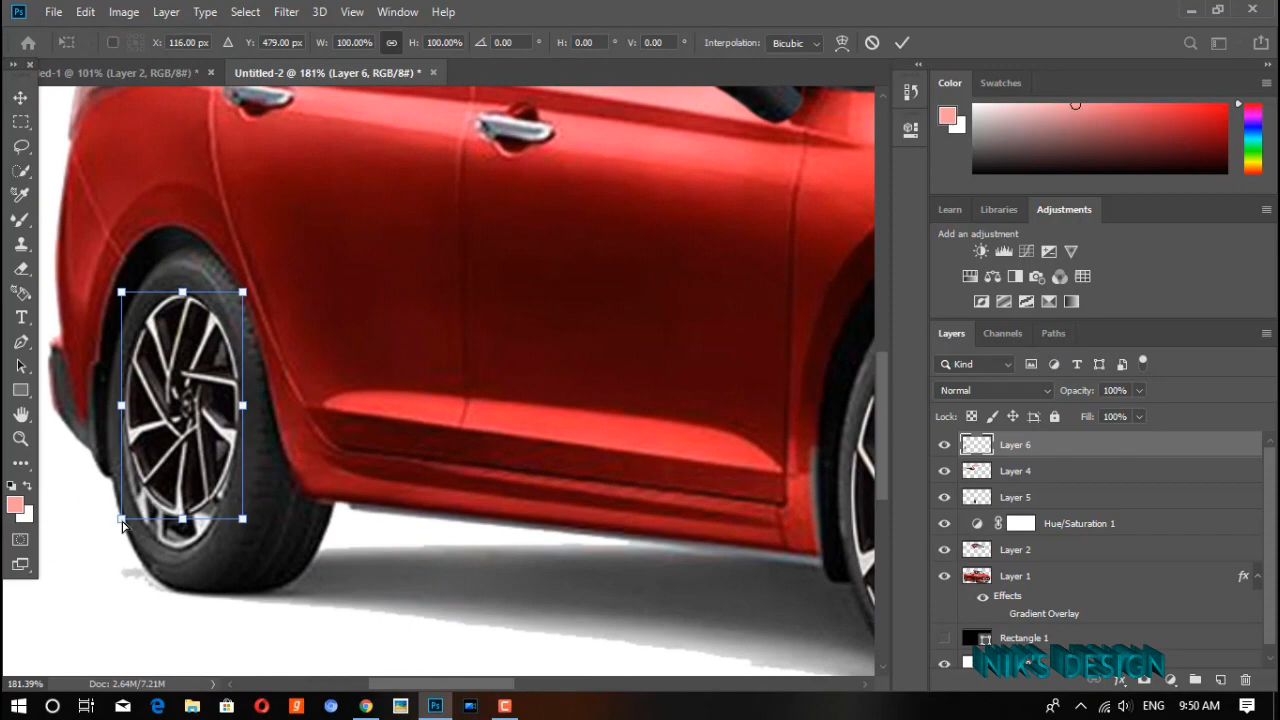 Ps File Edit Image Layer Type Select Filter 3D View Window Help
X: 116.00 px Y: 479.00 px W: 100.00% H: 100.00% 0.00 ° H: 0.00 ° V: 0.00 ° Interpolation: Bicubic
ed-1 @ 101% (Layer 2, RGB/8#) * × Untitled-2 @ 181% (Layer 6, RGB/8#) * ×
Color Swatches
Learn Libraries Adjustments
Add an adjustment
Layers Channels Paths
Kind
Normal Opacity: 100%
Lock: Fill: 100%
Layer 6
Layer 4
Layer 5
Hue/Saturation 1
Layer 2
Layer 1 fx
Effects
Gradient Overlay
Rectangle 1
NIK'S DESIGN
181.39% Doc: 2.64M/7.21M
ENG 9:50 AM